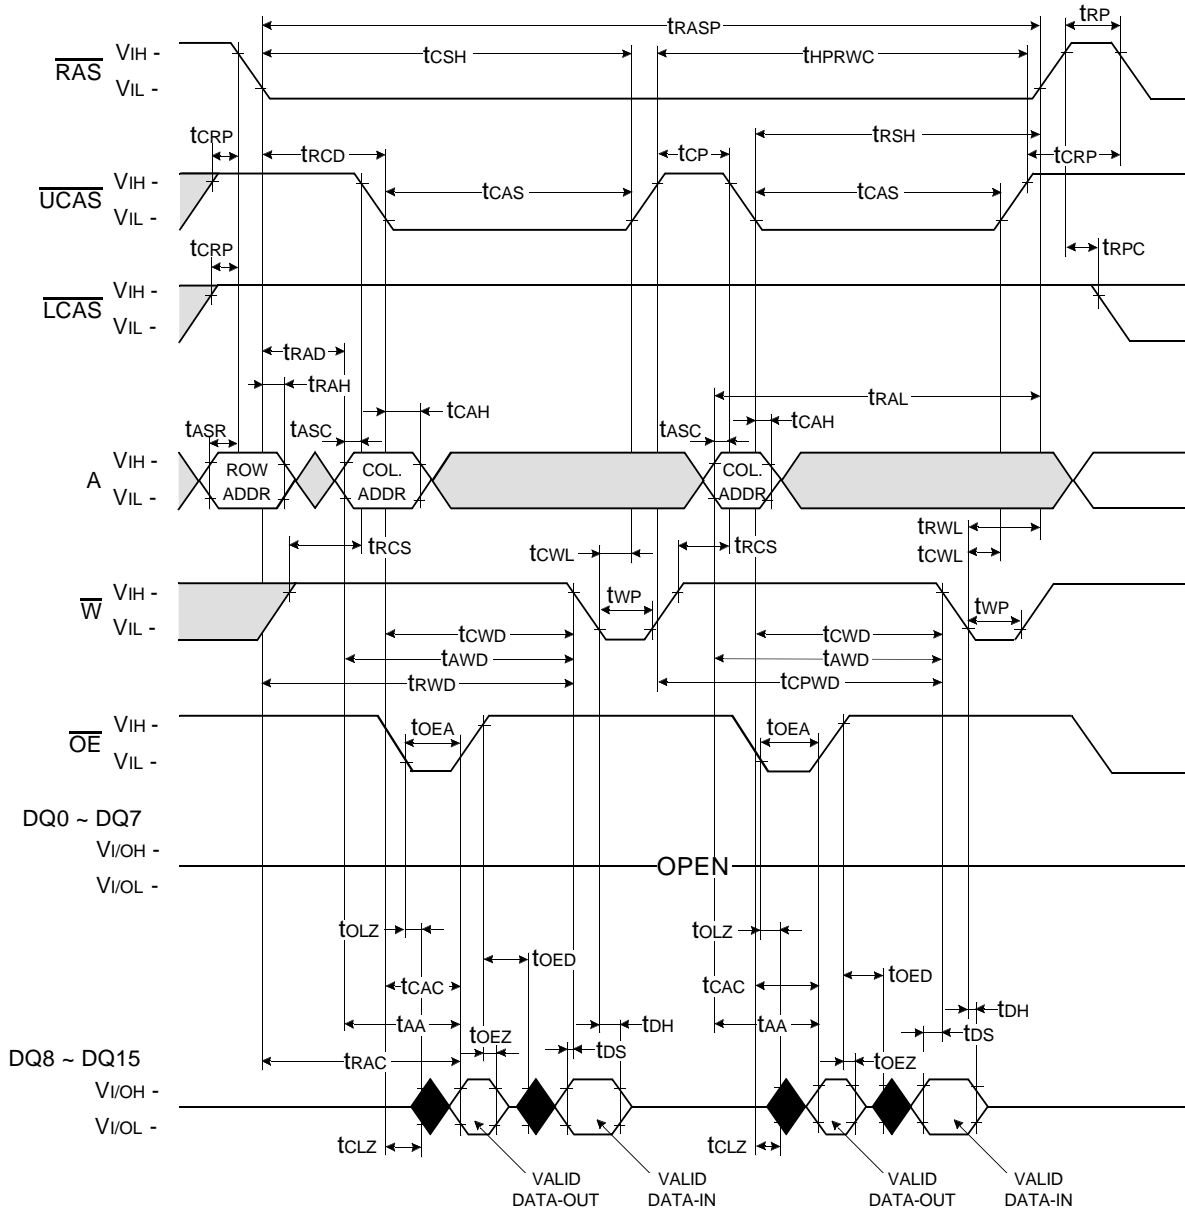 tRASP
tRP
tCSH
tHPRWC
RAS
VIH -
VIL -
tCRP
tRCD
tCP
tRSH
tCRP
UCAS
VIH -
VIL -
tCAS
tCAS
tCRP
tRPC
LCAS
VIH -
VIL -
tRAD
tRAH
tCAH
tRAL
tCAH
tASR
tASC
tASC
A
VIH -
VIL -
ROW
ADDR
COL.
ADDR
COL.
ADDR
tRWL
tRCS
tCWL
tRCS
tCWL
W
VIH -
VIL -
tWP
tWP
tCWD
tCWD
tAWD
tAWD
tRWD
tCPWD
OE
VIH -
VIL -
tOEA
tOEA
DQ0 ~ DQ7
VI/OH -
VI/OL -
OPEN
tOLZ
tOLZ
tOED
tOED
tCAC
tCAC
tAA
tOEZ
tDH
tAA
tDH
tDS
tDS
tRAC
tOEZ
DQ8 ~ DQ15
VI/OH -
VI/OL -
tCLZ
tCLZ
VALID
DATA-OUT
VALID
DATA-IN
VALID
DATA-OUT
VALID
DATA-IN